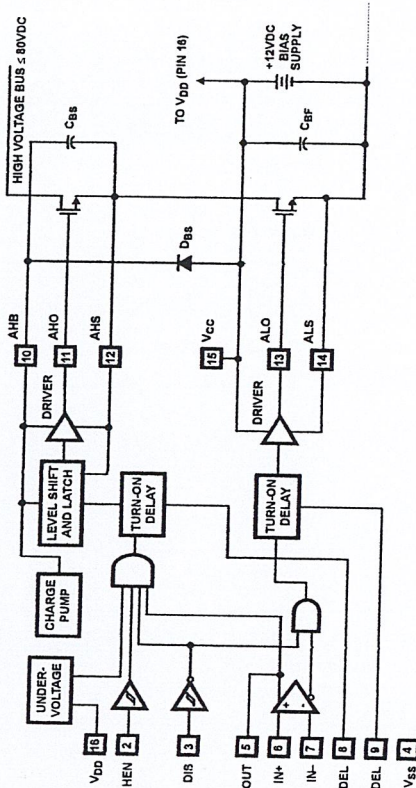 HIGH VOLTAGE BUS ≤ 80VDC
AHB
10
CBS
AHO
11
AHS
12
DRIVER
LEVEL SHIFT
AND LATCH
CHARGE
PUMP
UNDER-
VOLTAGE
TURN-ON
DELAY
DBS
TO VDD (PIN 16)
+12VDC
BIAS
SUPPLY
CBF
VCC
15
DRIVER
ALO
13
ALS
14
TURN-ON
DELAY
VDD
16
HEN
2
DIS
3
OUT
5
IN+
6
+
-
IN–
7
DEL
8
DEL
9
VSS
4